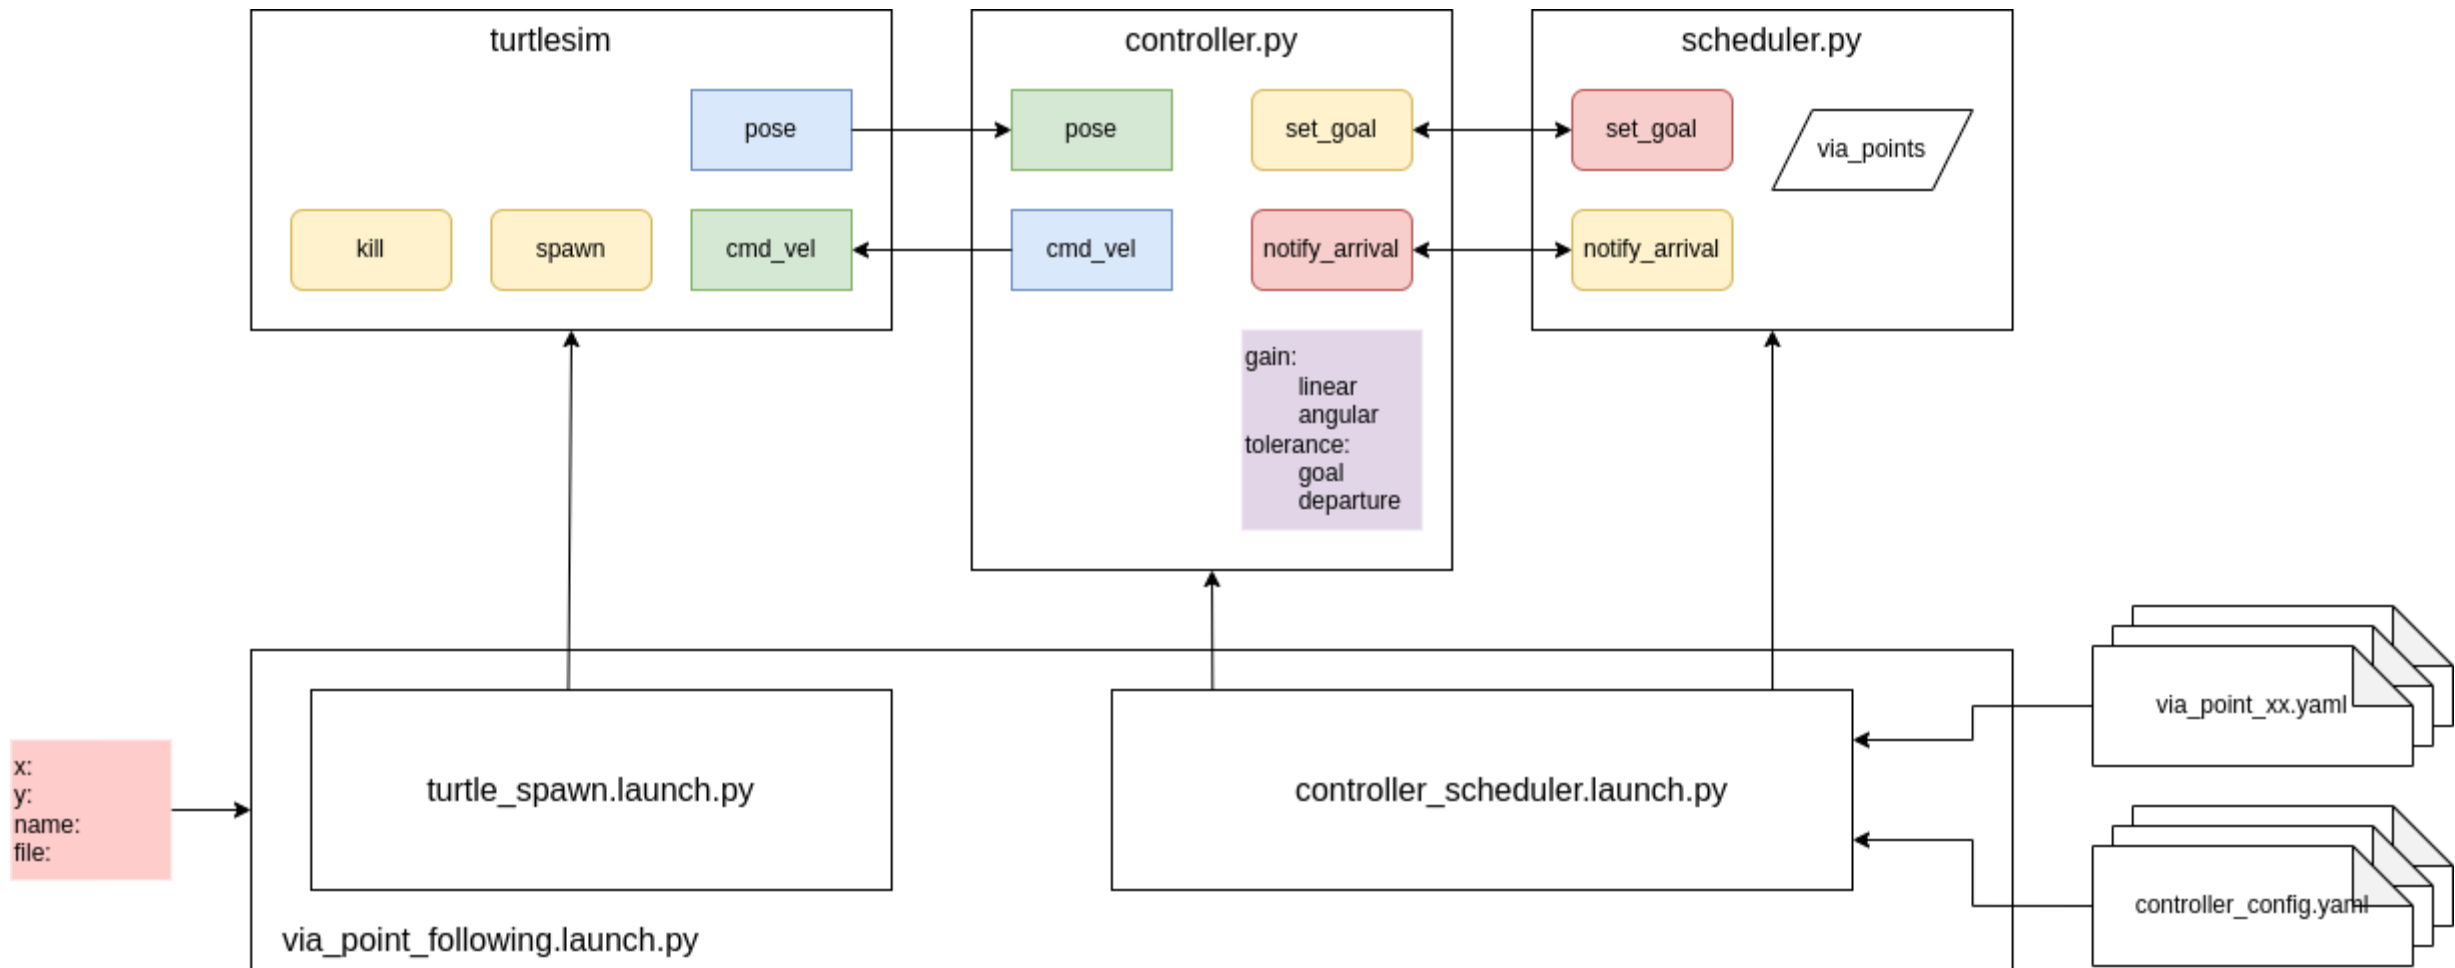 turtlesim
controller.py
scheduler.py
pose
pose
set_goal
set_goal
via_points
kill
spawn
cmd_vel
cmd_vel
notify_arrival
notify_arrival
gain:
linear
angular
tolerance:
goal
departure
via_point_xx.yaml
x:
y:
name:
file:
turtle_spawn.launch.py
controller_scheduler.launch.py
controller_config.yaml
via_point_following.launch.py